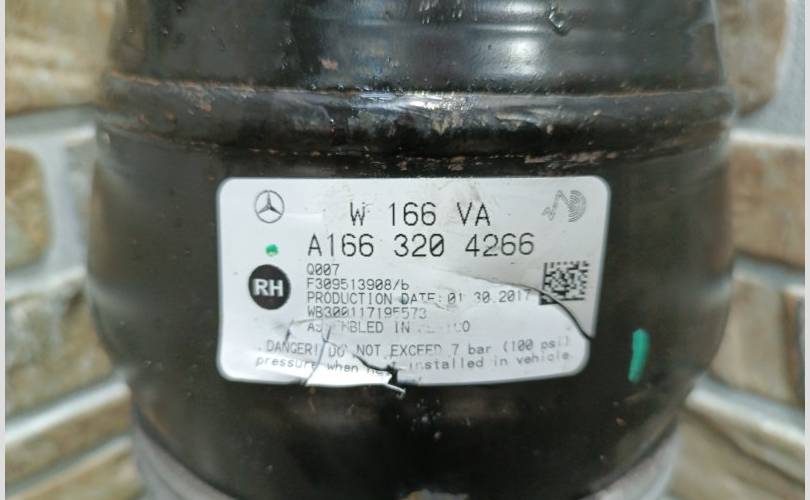 W 166 VA
A166 320 4266
Q007
F309513908/b
RH
PRODUCTION DATE: 01.30.2017
ASSEMBLED IN MEXICO
DANGER! DO NOT EXCEED 7 bar (100 psi)
pressure when not installed in vehicle